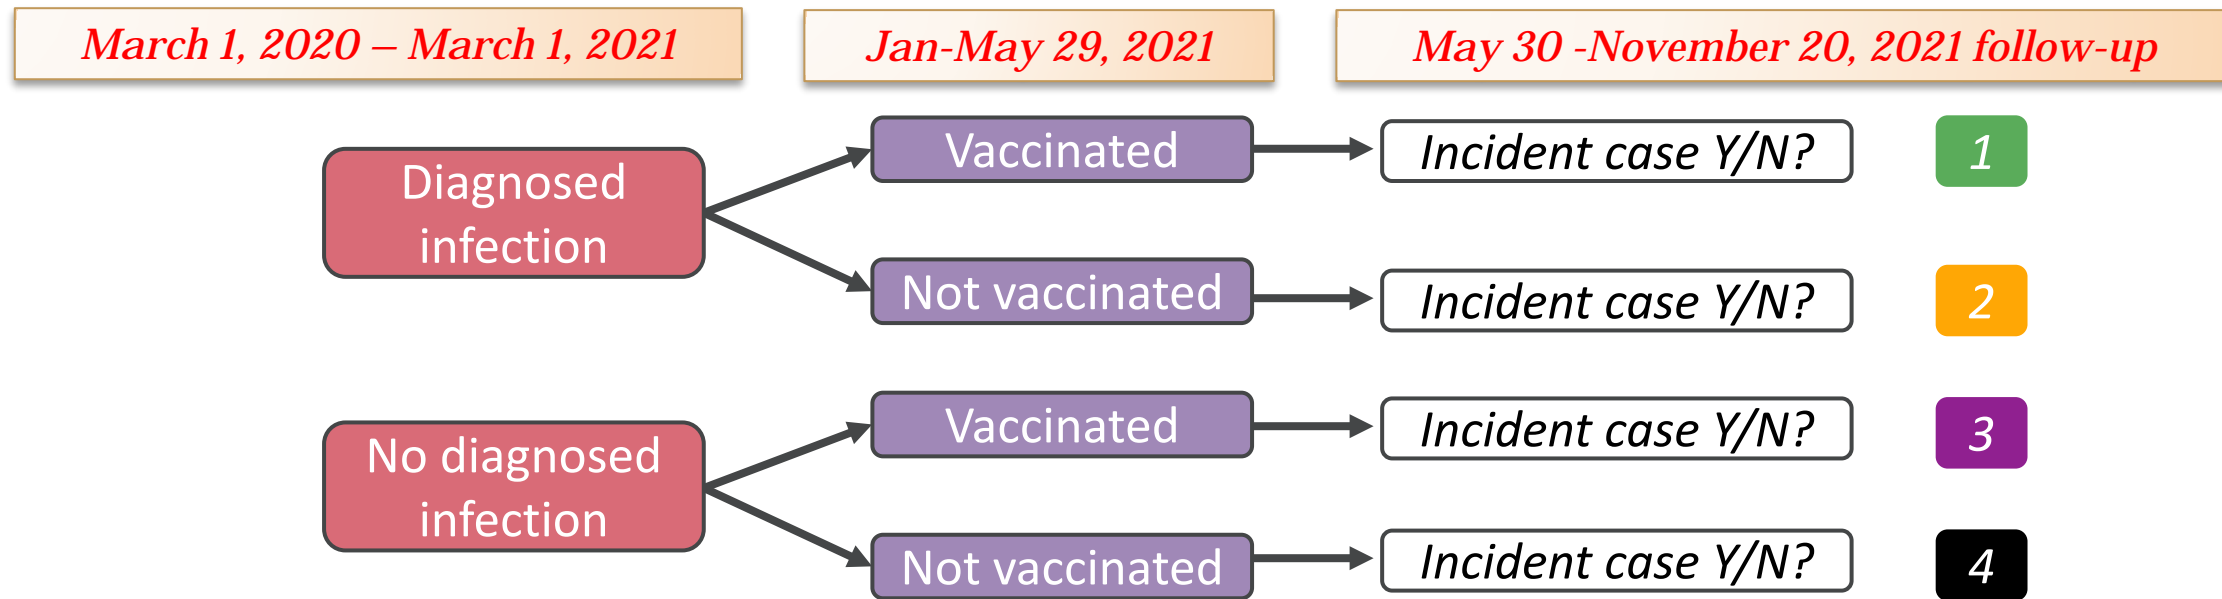 March 1, 2020 – March 1, 2021
Jan-May 29, 2021
May 30 -November 20, 2021 follow-up
Diagnosed
infection
Vaccinated
Incident case Y/N?
1
Not vaccinated
Incident case Y/N?
2
No diagnosed
infection
Vaccinated
Incident case Y/N?
3
Not vaccinated
Incident case Y/N?
4